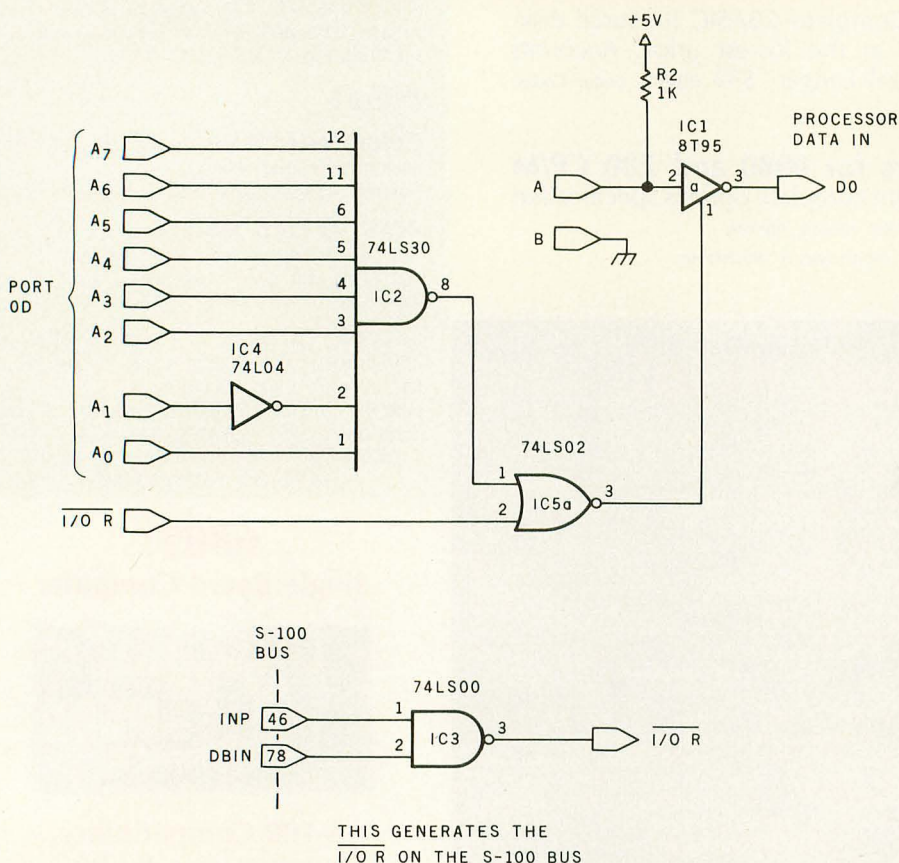 +5V
R2
1K
IC1
8T95
PROCESSOR
DATA IN
A
2
a
3
1
DO
B
PORT
OD
A7
12
A6
11
A5
6
A4
5
A3
4
A2
3
74LS30
IC2
8
IC4
74L04
A1
2
A0
1
74LS02
1
2
IC5a
3
I/O R
S-100
BUS
74LS00
INP
46
1
DBIN
78
2
IC3
3
I/O R
THIS GENERATES THE
I/O R ON THE S-100 BUS